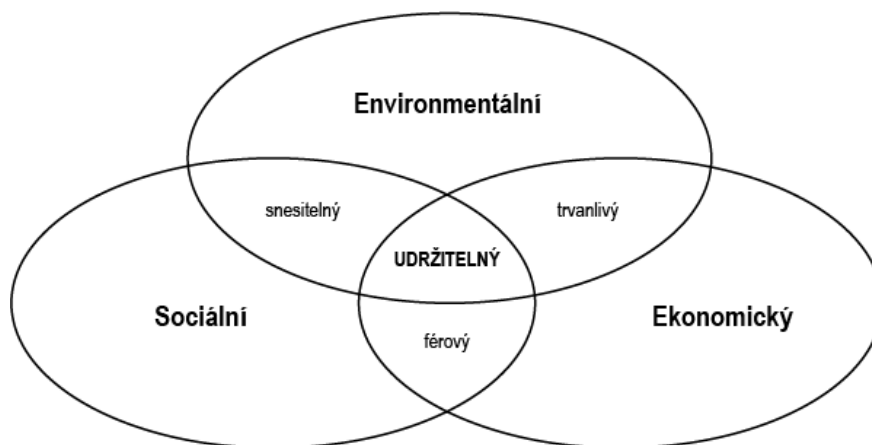 Environmentální
snesitelný
trvanlivý
UDRŽITELNÝ
Sociální
Ekonomický
férový